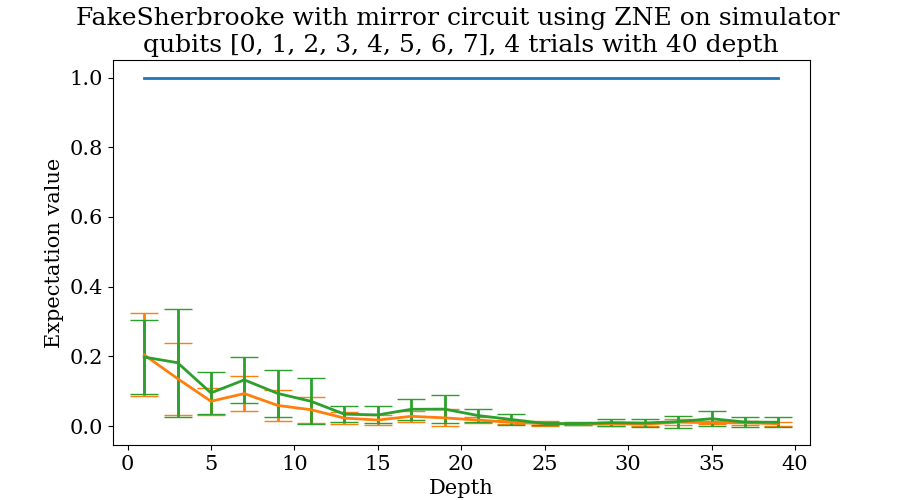 FakeSherbrooke with mirror circuit using ZNE on simulator
qubits [0, 1, 2, 3, 4, 5, 6, 7], 4 trials with 40 depth
Expectation value
1.0
0.8
0.6
0.4
0.2
0.0
0 5 10 15 20 25 30 35 40
Depth